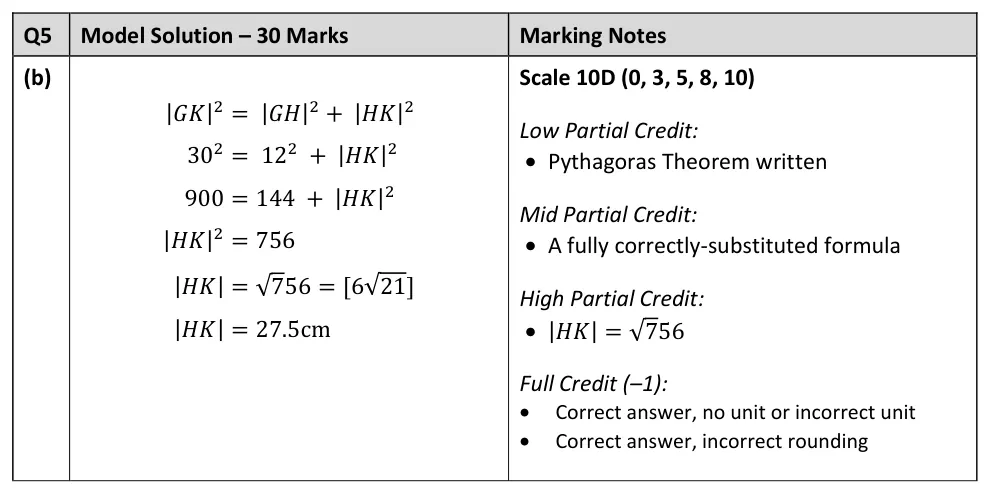 Q5 Model Solution – 30 Marks Marking Notes
(b)
|GK|² = |GH|² + |HK|²
30² = 12² + |HK|²
900 = 144 + |HK|²
|HK|² = 756
|HK| = √756 = [6√21]
|HK| = 27.5cm
Scale 10D (0, 3, 5, 8, 10)
Low Partial Credit:
• Pythagoras Theorem written
Mid Partial Credit:
• A fully correctly-substituted formula
High Partial Credit:
• |HK| = √756
Full Credit (–1):
• Correct answer, no unit or incorrect unit
• Correct answer, incorrect rounding